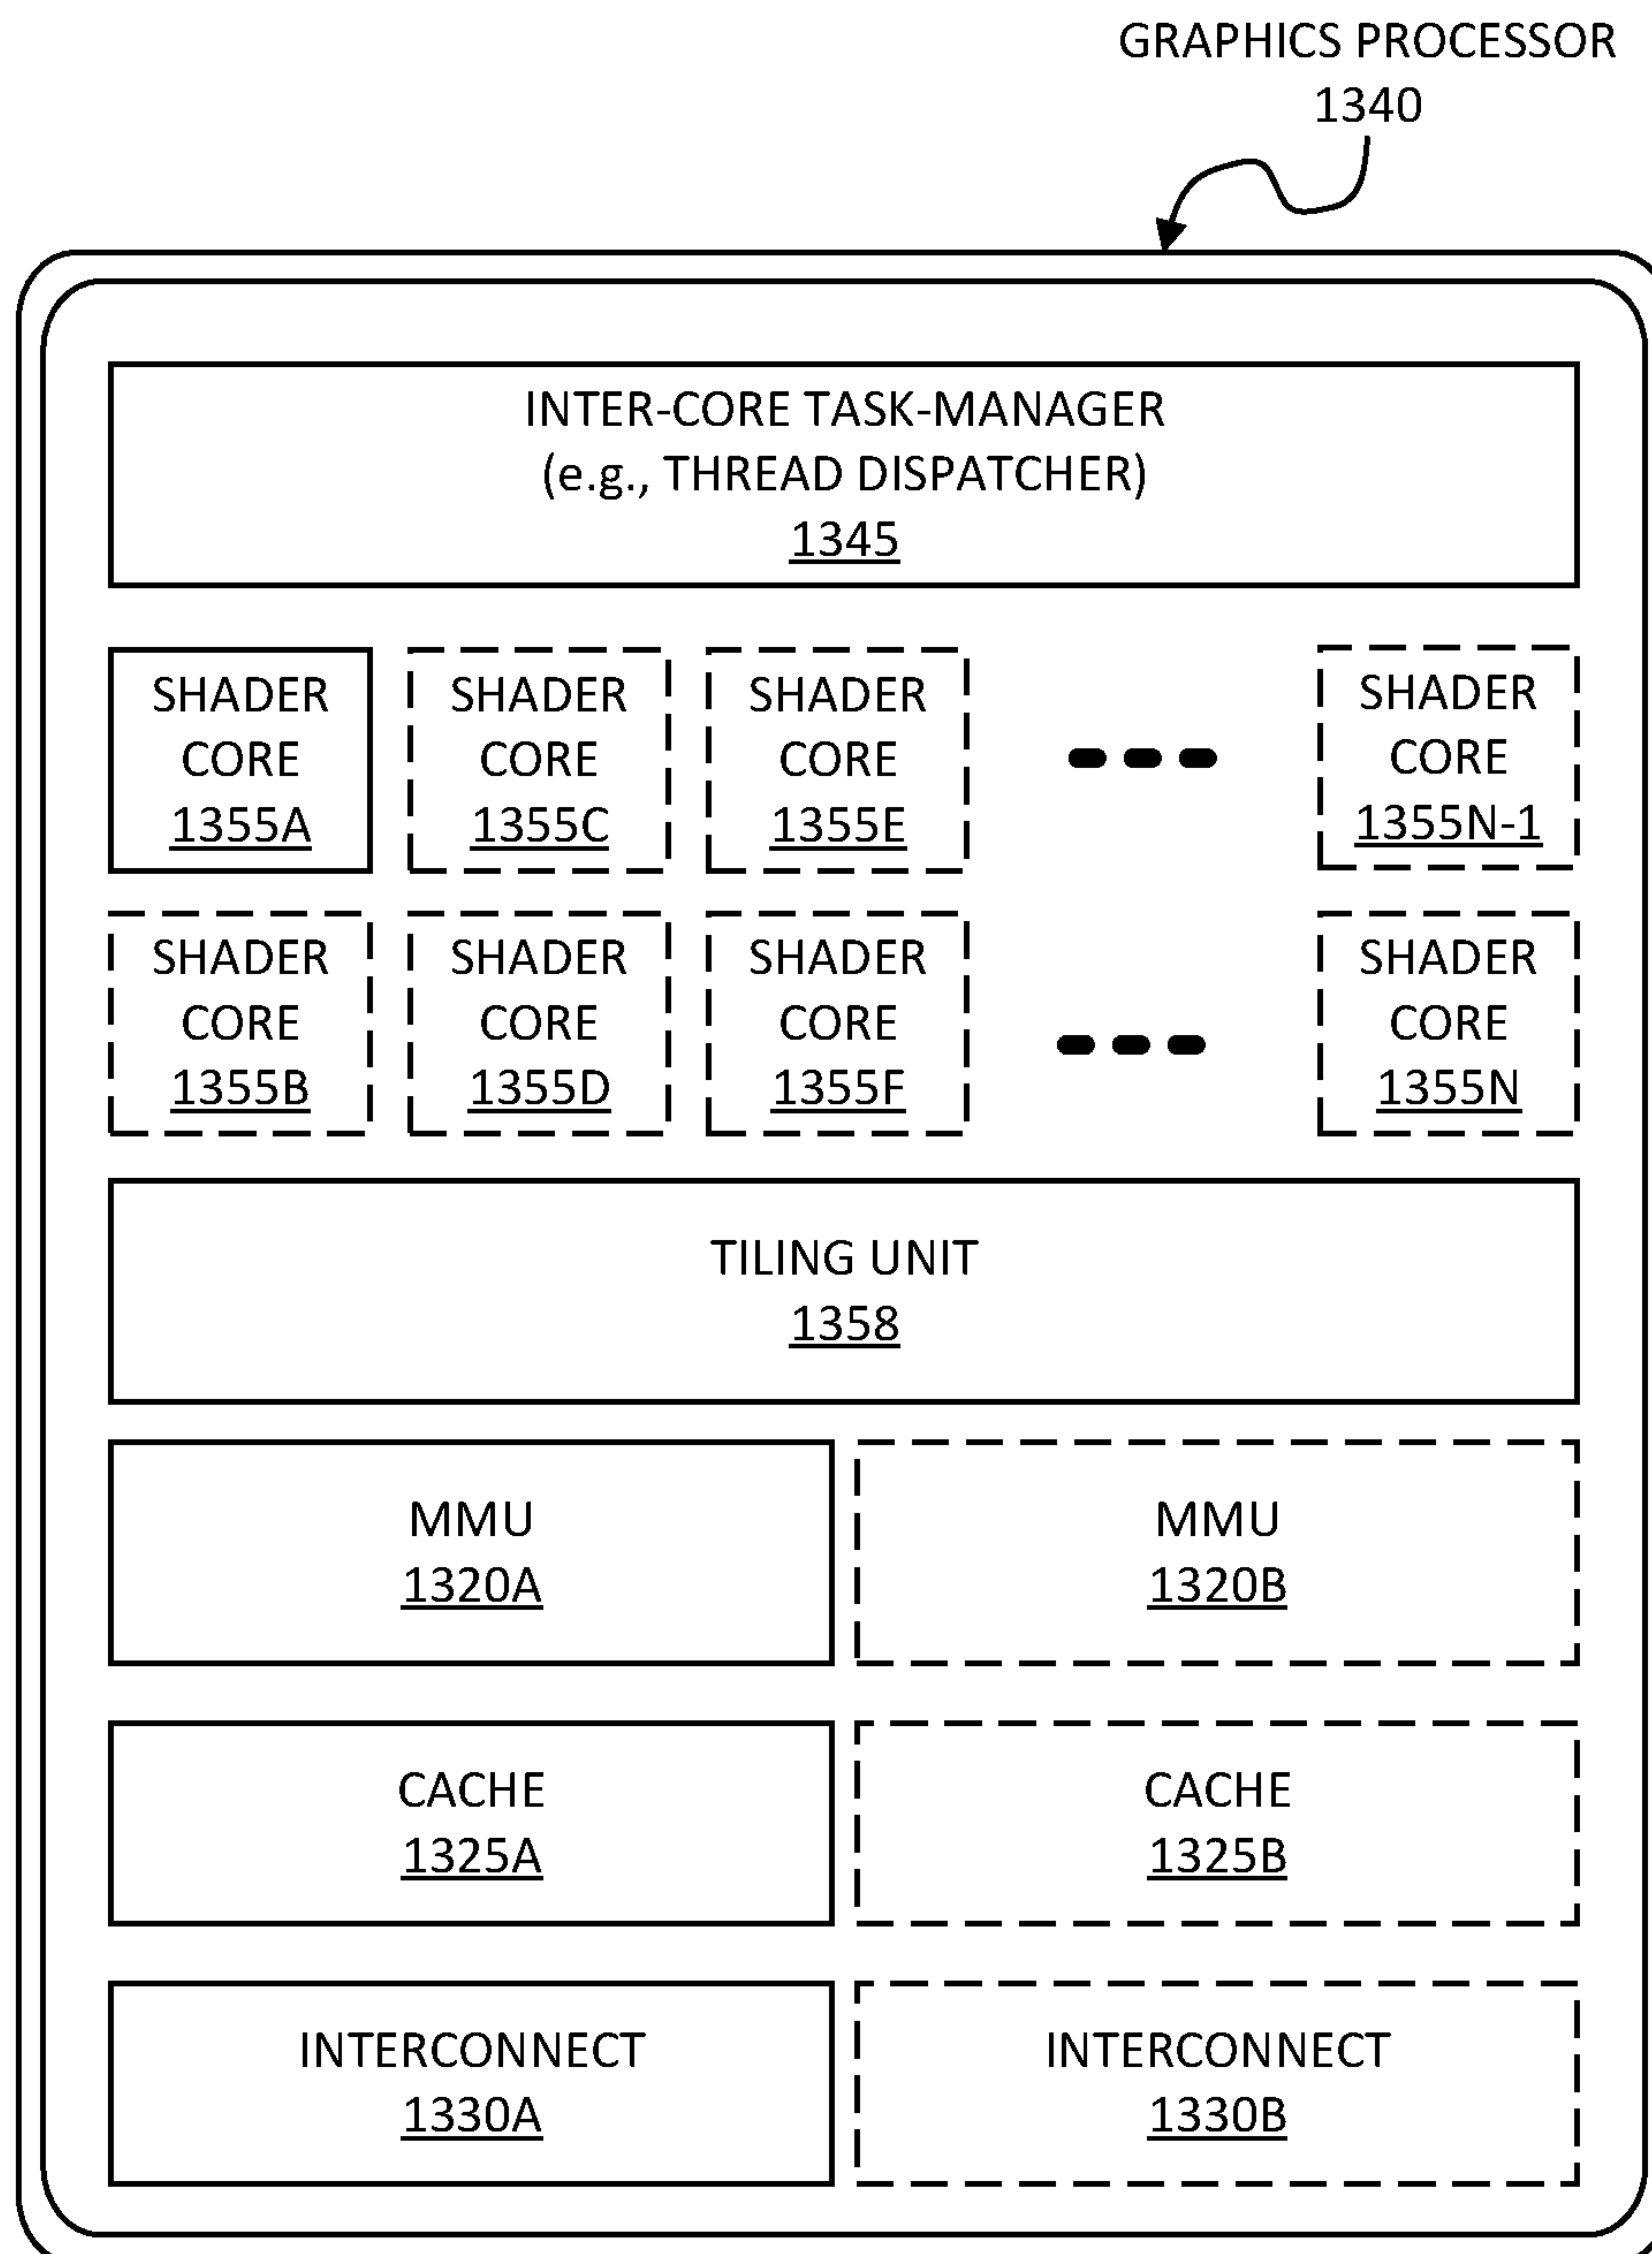 GRAPHICS PROCESSOR
1340
INTER-CORE TASK-MANAGER
(e.g., THREAD DISPATCHER)
1345
SHADER
CORE
1355A
SHADER
CORE
1355C
SHADER
CORE
1355E
SHADER
CORE
1355N-1
SHADER
CORE
1355B
SHADER
CORE
1355D
SHADER
CORE
1355F
SHADER
CORE
1355N
TILING UNIT
1358
MMU
1320A
MMU
1320B
CACHE
1325A
CACHE
1325B
INTERCONNECT
1330A
INTERCONNECT
1330B